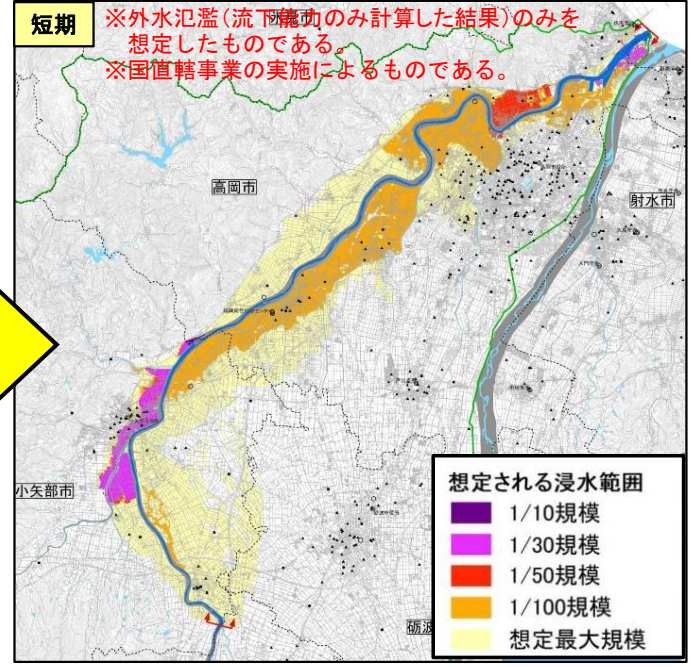 短期
※外水氾濫(流下能力のみ計算した結果)のみを
想定したものである。
※国直轄事業の実施によるものである。
高岡市
射水市
小矢部市
砺波
想定される浸水範囲
1/10規模
1/30規模
1/50規模
1/100規模
想定最大規模